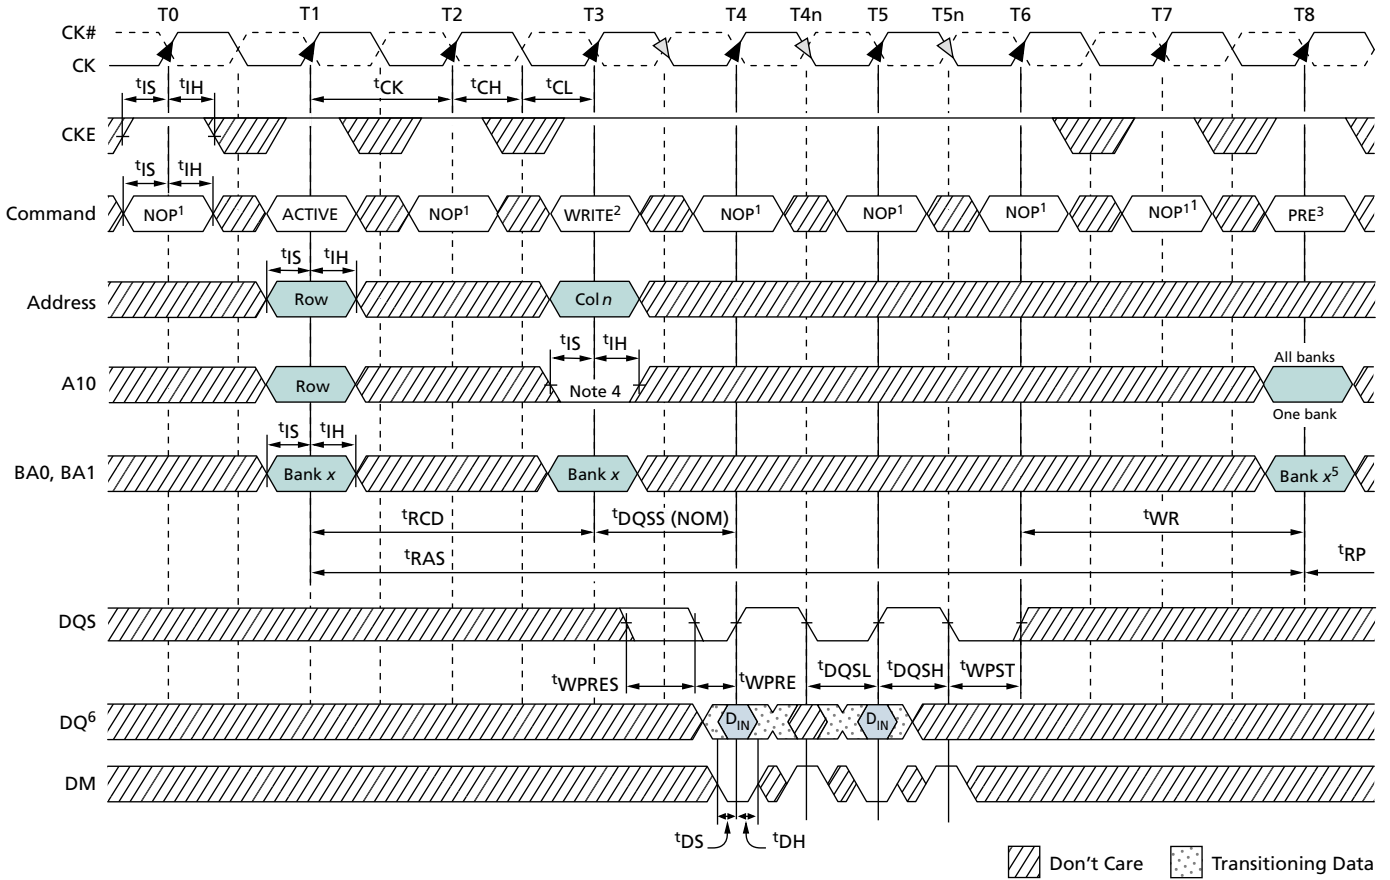 T0 T1 T2 T3 T4 T4n T5 T5n T6 T7 T8
CK#
CK
tIS tIH tCK tCH tCL
CKE
tIS tIH
Command NOP1 ACTIVE NOP1 WRITE2 NOP1 NOP1 NOP1 NOP11 PRE3
tIS tIH
Address Row Col n
tIS tIH
All banks
A10 Row Note 4
One bank
tIS tIH
BA0, BA1 Bank x Bank x Bank x5
tRCD tDQSS (NOM) tWR
tRAS tRP
DQS
tWPRES tWPRE tDQSL tDQSH tWPST
DQ6 DIN DIN
DM
tDS tDH
Don't Care Transitioning Data